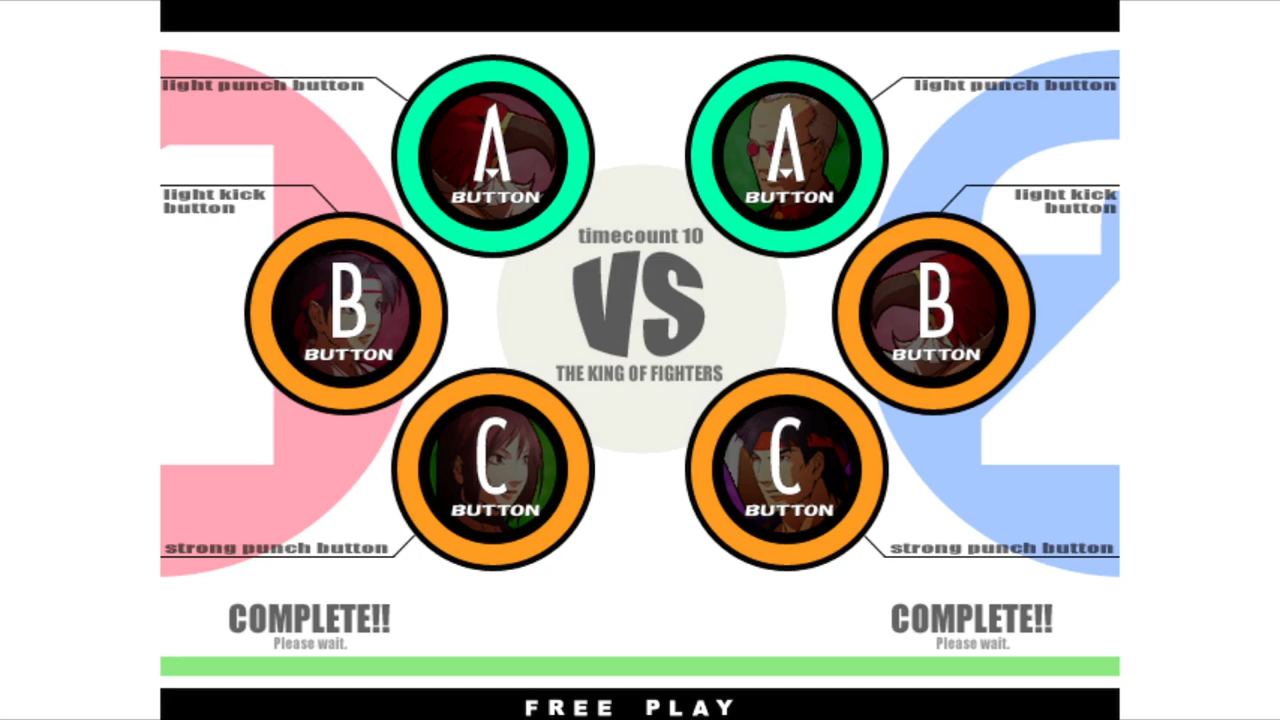 light punch button
light punch button
A
BUTTON
A
BUTTON
light kick
button
light kick
button
timecount 10
VS
THE KING OF FIGHTERS
B
BUTTON
B
BUTTON
C
BUTTON
C
BUTTON
strong punch button
strong punch button
COMPLETE!!
Please wait.
COMPLETE!!
Please wait.
FREE PLAY
1
2